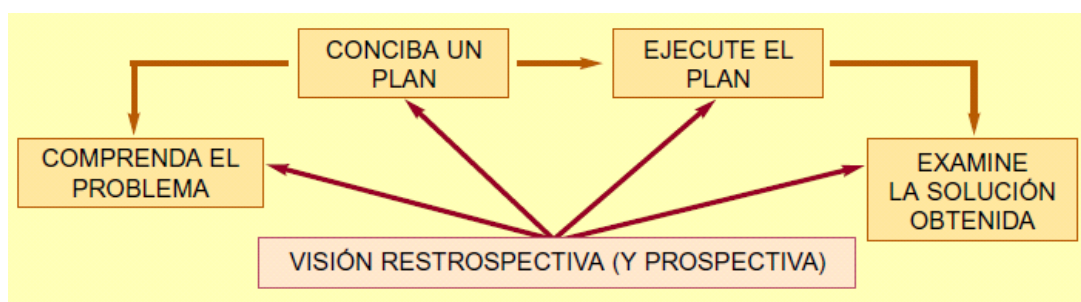 CONCIBA UN
PLAN
EJECUTE EL
PLAN
COMPRENDA EL
PROBLEMA
EXAMINE
LA SOLUCIÓN
OBTENIDA
VISIÓN RESTROSPECTIVA (Y PROSPECTIVA)